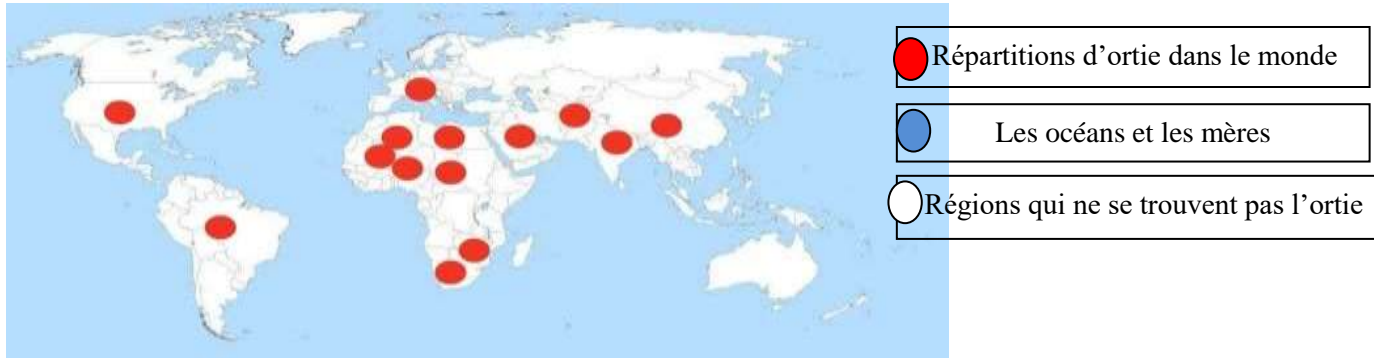 Répartitions d’ortie dans le monde
Les océans et les mères
Régions qui ne se trouvent pas l’ortie